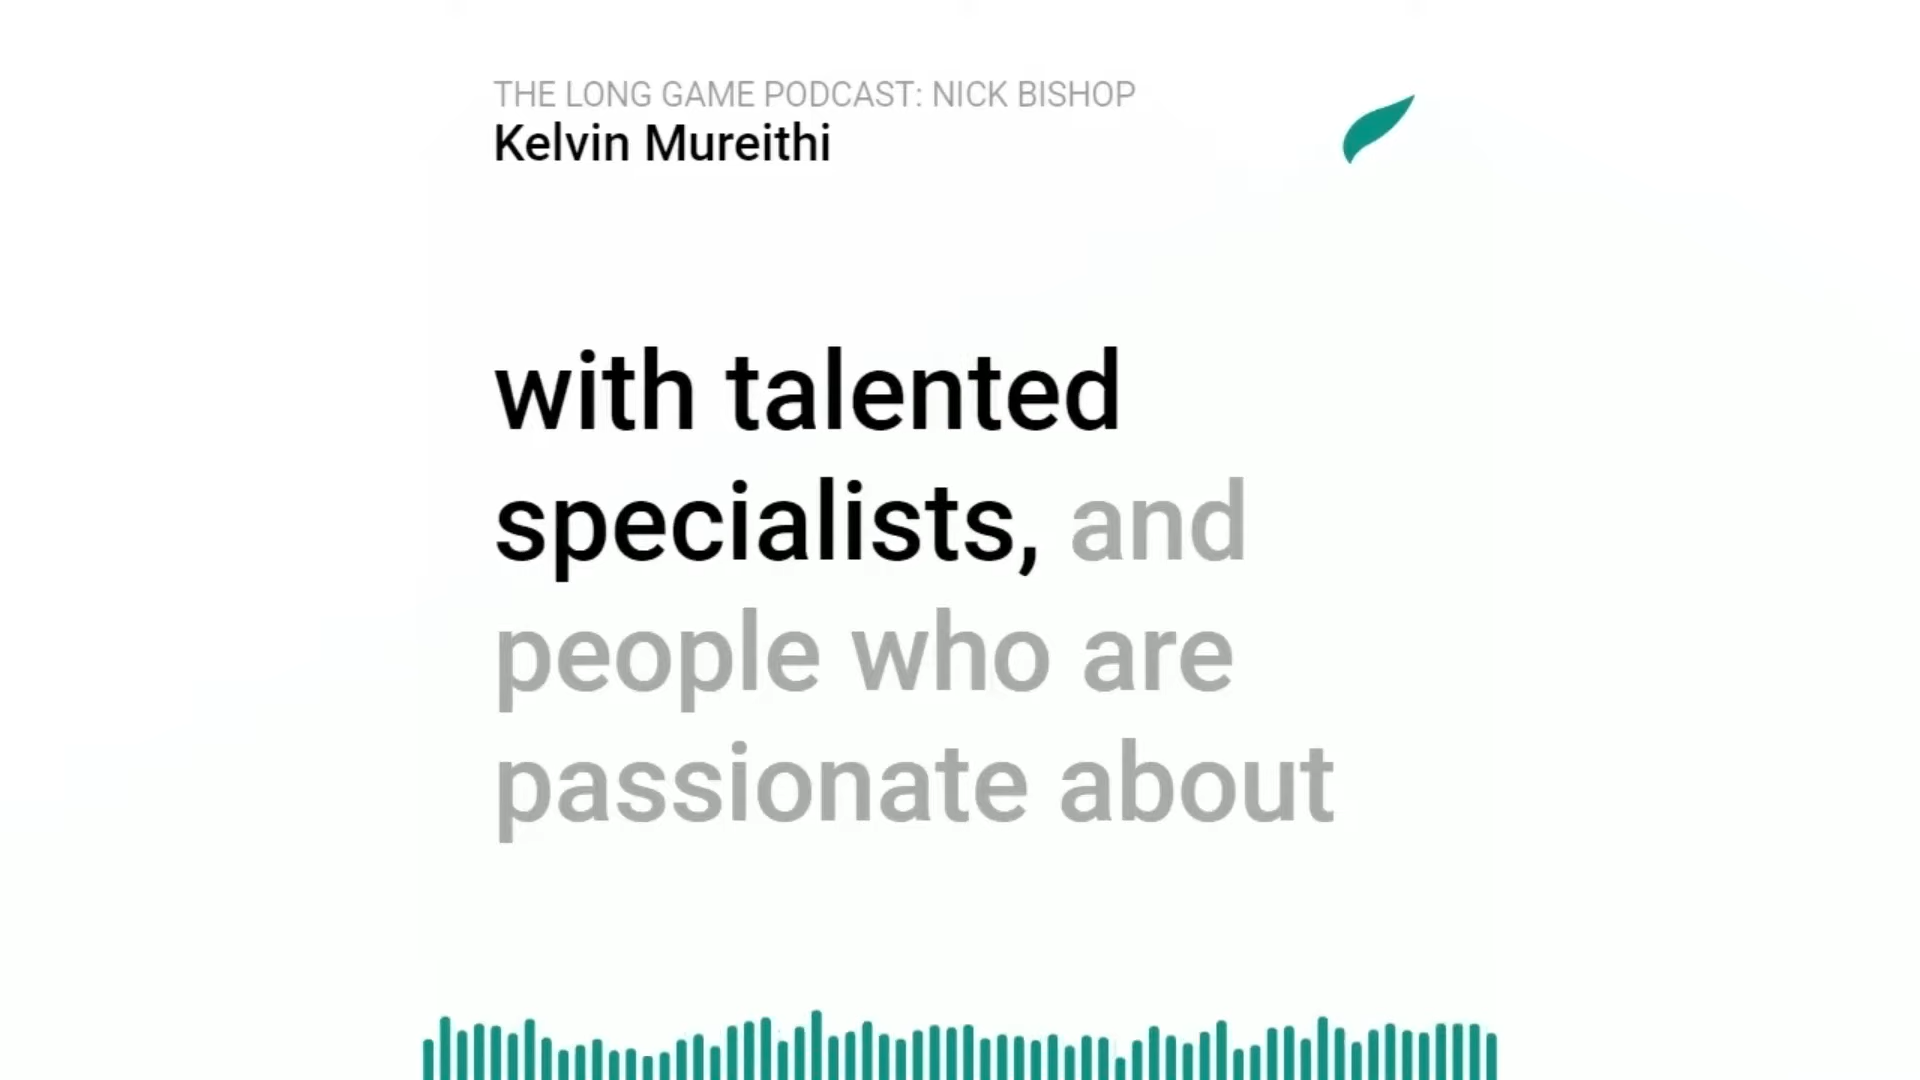 THE LONG GAME PODCAST: NICK BISHOP
Kelvin Mureithi
with talented
specialists, and
people who are
passionate about